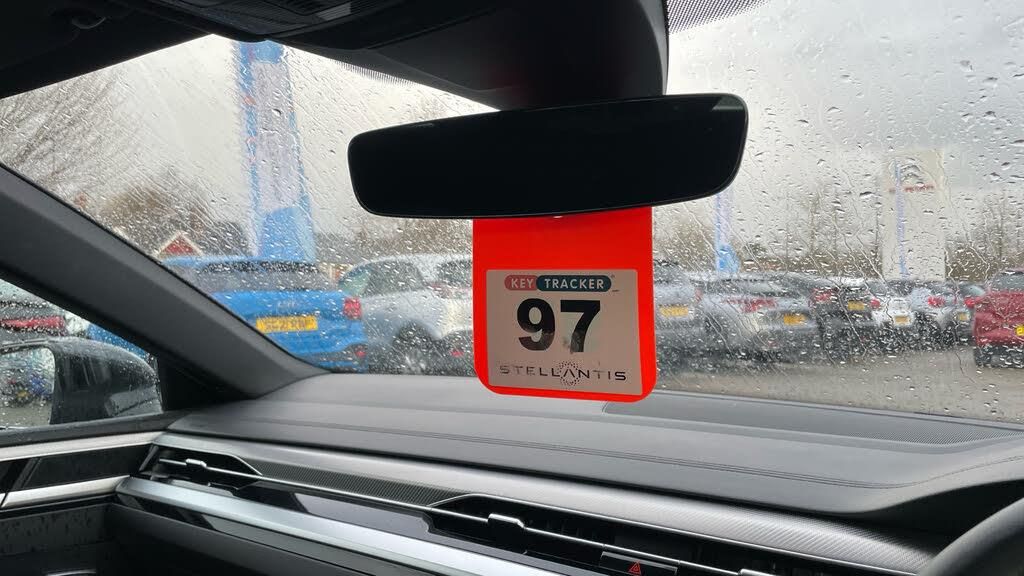 KEY TRACKER
97
STELLANTIS